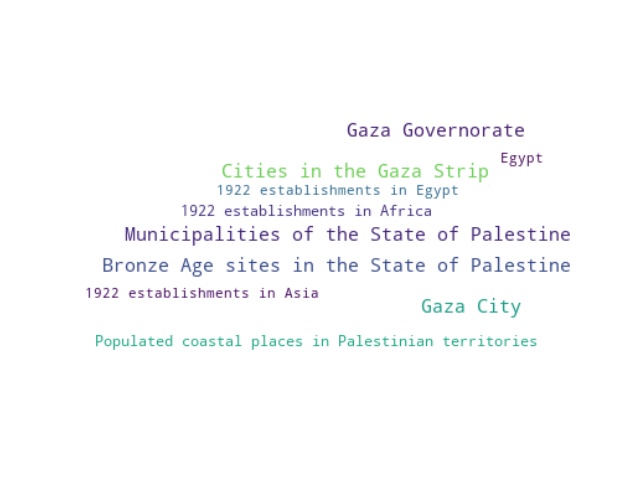 Gaza Governorate
Egypt
Cities in the Gaza Strip
1922 establishments in Egypt
1922 establishments in Africa
Municipalities of the State of Palestine
Bronze Age sites in the State of Palestine
1922 establishments in Asia
Gaza City
Populated coastal places in Palestinian territories